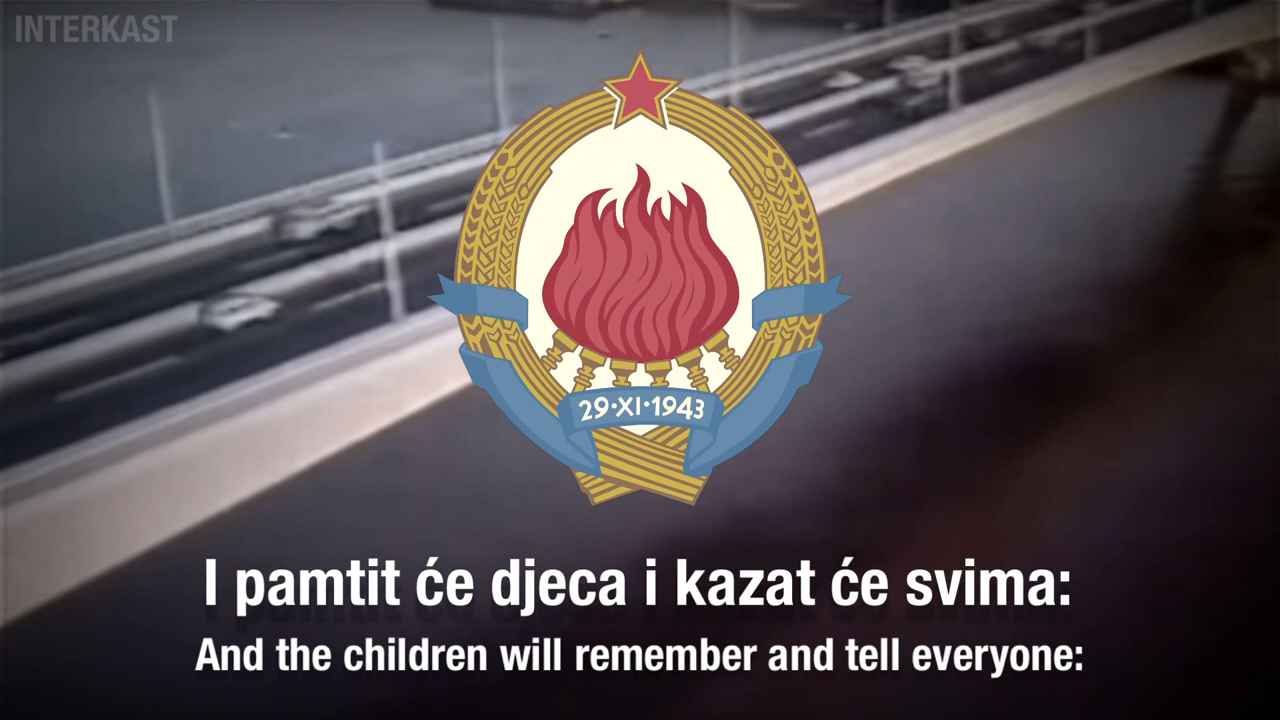 INTERKAST
29·XI·1943
I pamtit će djeca i kazat će svima:
And the children will remember and tell everyone: